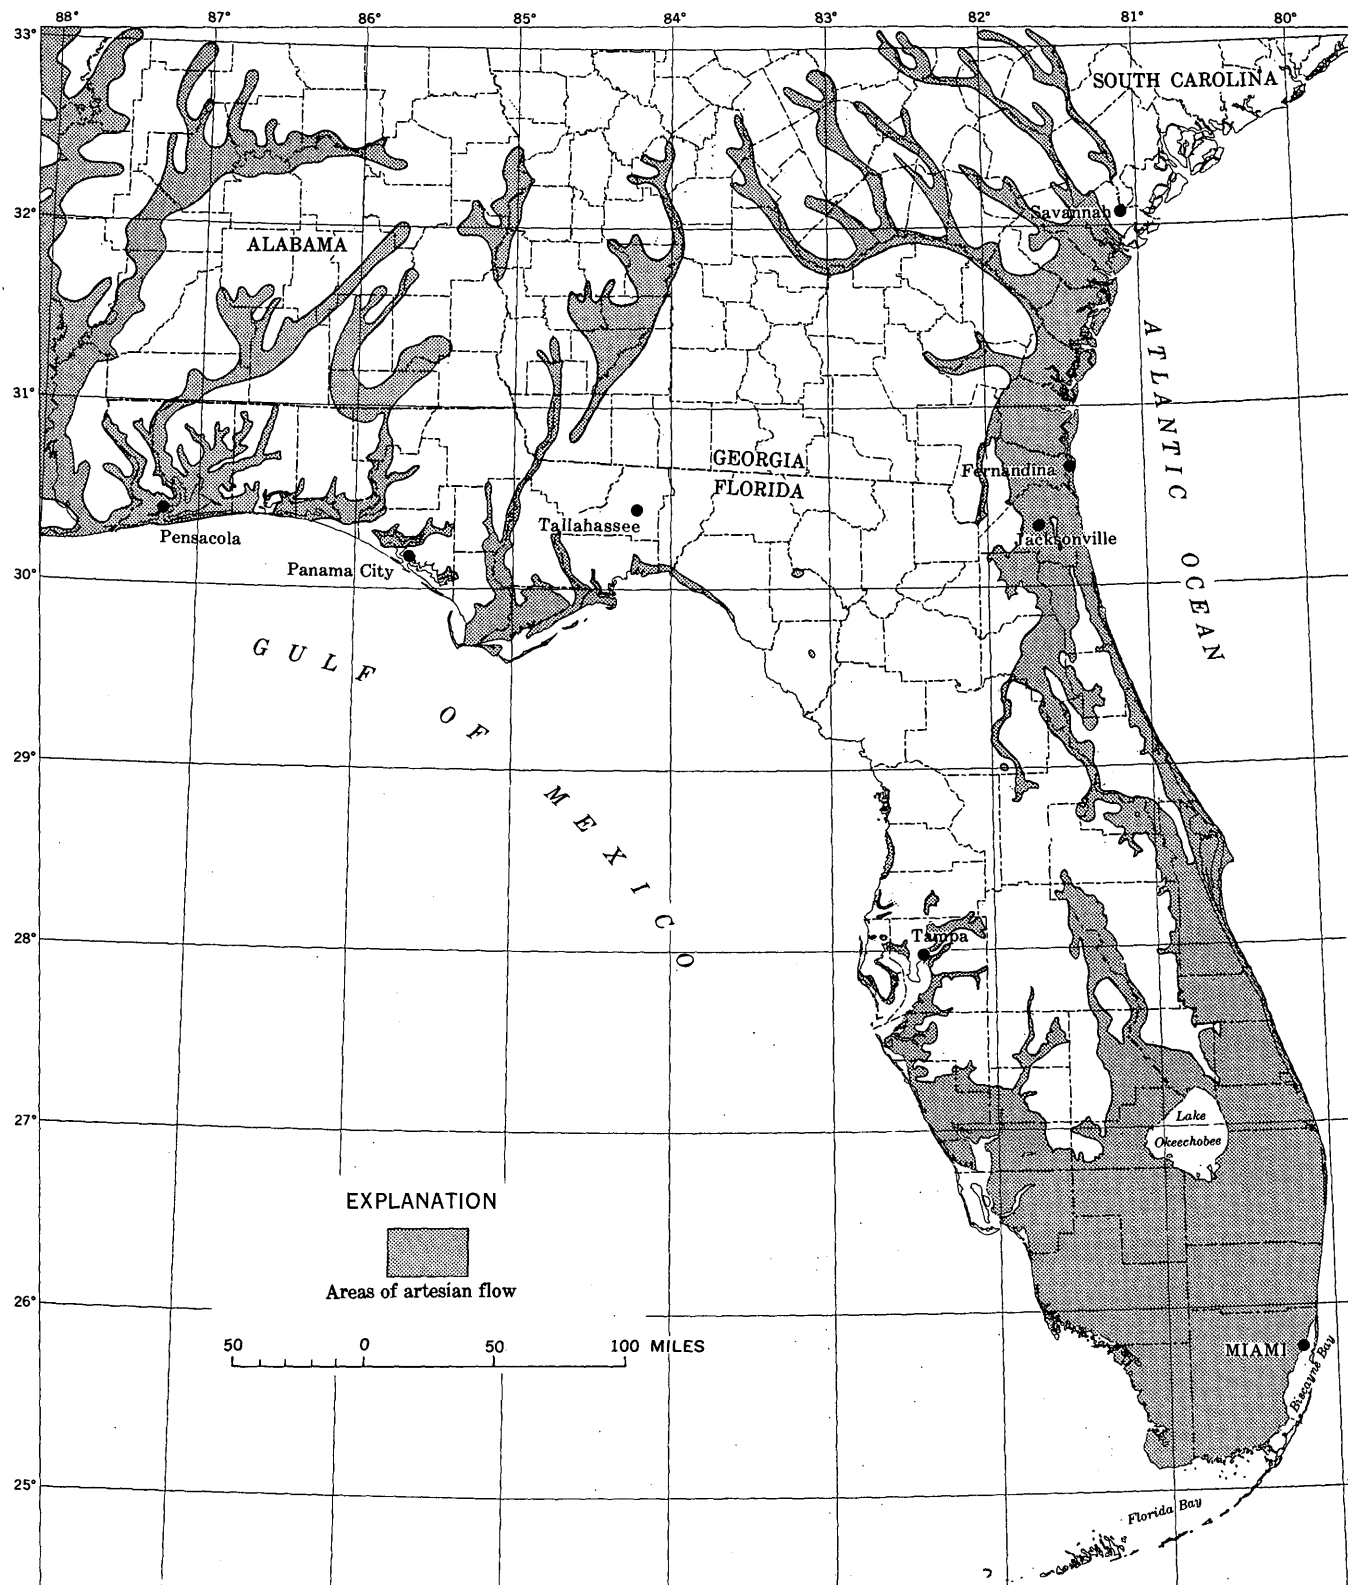 88° 87° 86° 85° 84° 83° 82° 81° 80°
33°
SOUTH CAROLINA
32°
Savannah
ALABAMA
ATLANTIC OCEAN
31°
GEORGIA
FLORIDA
Fernandina
Pensacola
Tallahassee
Jacksonville
Panama City
30°
GULF OF MEXICO
29°
28°
Tampa
27°
Lake
Okeechobee
EXPLANATION
Areas of artesian flow
26°
50 0 50 100 MILES
MIAMI
Biscayne Bay
25°
Florida Bay